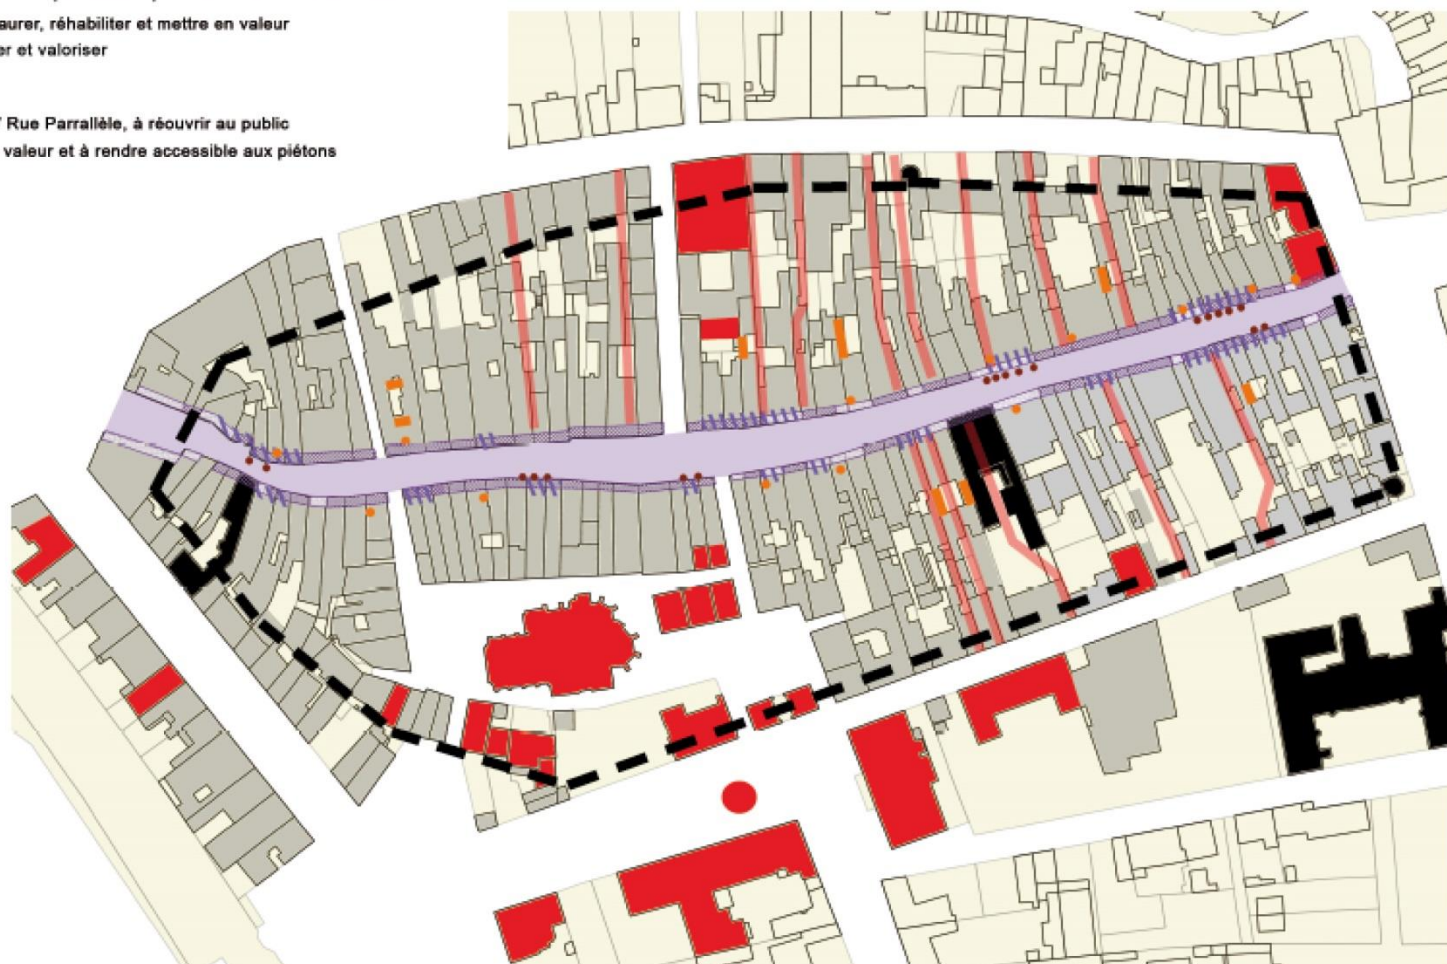 aurer, réhabiliter et mettre en valeur
er et valoriser
Rue Parrallèle, à réouvrir au public
valeur et à rendre accessible aux piétons